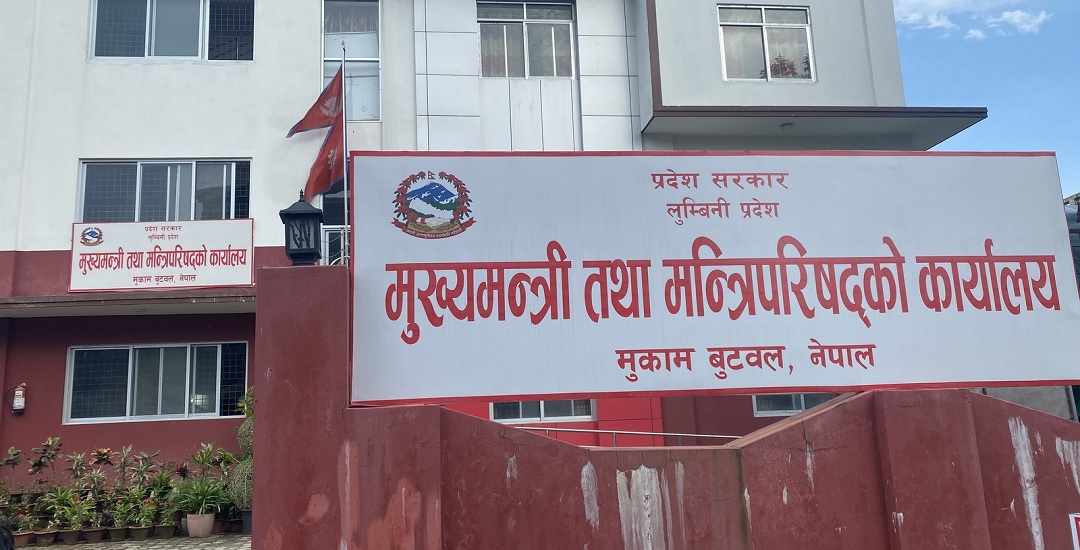 प्रदेश सरकार
लुम्बिनी प्रदेश
मुख्यमन्त्री तथा मन्त्रिपरिषद्को कार्यालय
मुकाम बुटवल, नेपाल
प्रदेश सरकार
लुम्बिनी प्रदेश
मुख्यमन्त्री तथा मन्त्रिपरिषद्को कार्यालय
मुकाम बुटवल, नेपाल